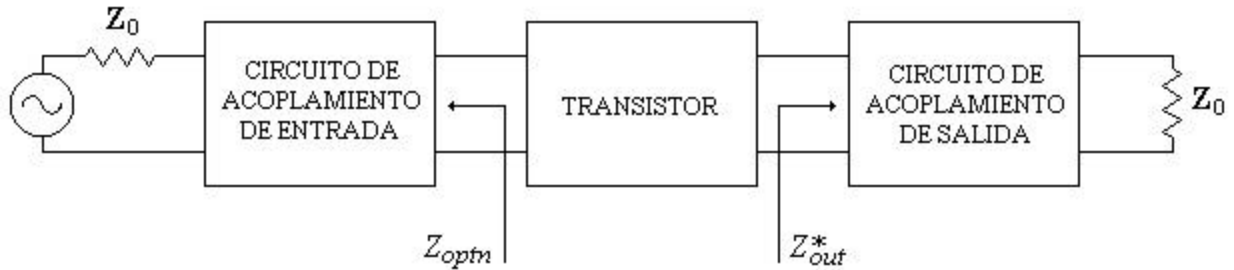 Z0
CIRCUITO DE
ACOPLAMIENTO
DE ENTRADA
TRANSISTOR
CIRCUITO DE
ACOPLAMIENTO
DE SALIDA
Z0
Zoptn
Z*out